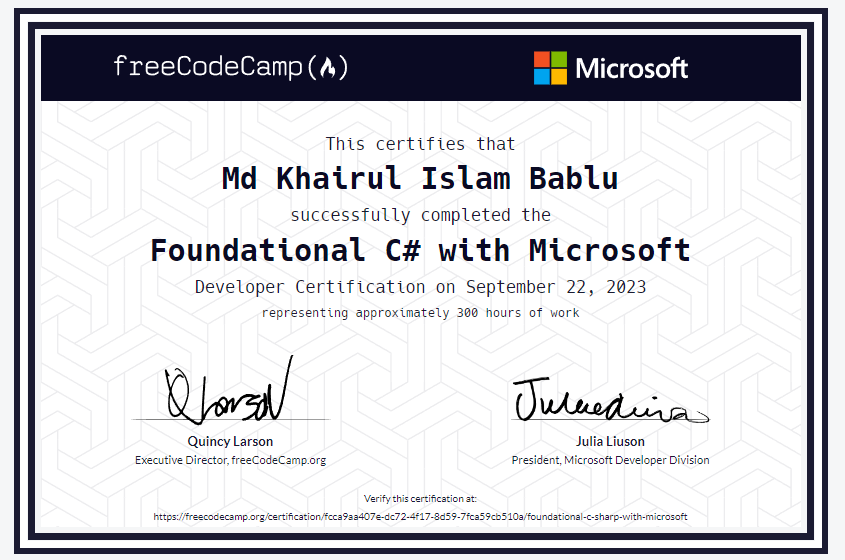 freeCodeCamp(🔥)
Microsoft
This certifies that
Md Khairul Islam Bablu
successfully completed the
Foundational C# with Microsoft
Developer Certification on September 22, 2023
representing approximately 300 hours of work
QLarson
Quincy Larson
Executive Director, freeCodeCamp.org
Julia Liuson
President, Microsoft Developer Division
Verify this certification at:
https://freecodecamp.org/certification/fcca9aa407e-dc72-4f17-8d59-7fca59cb510a/foundational-c-sharp-with-microsoft